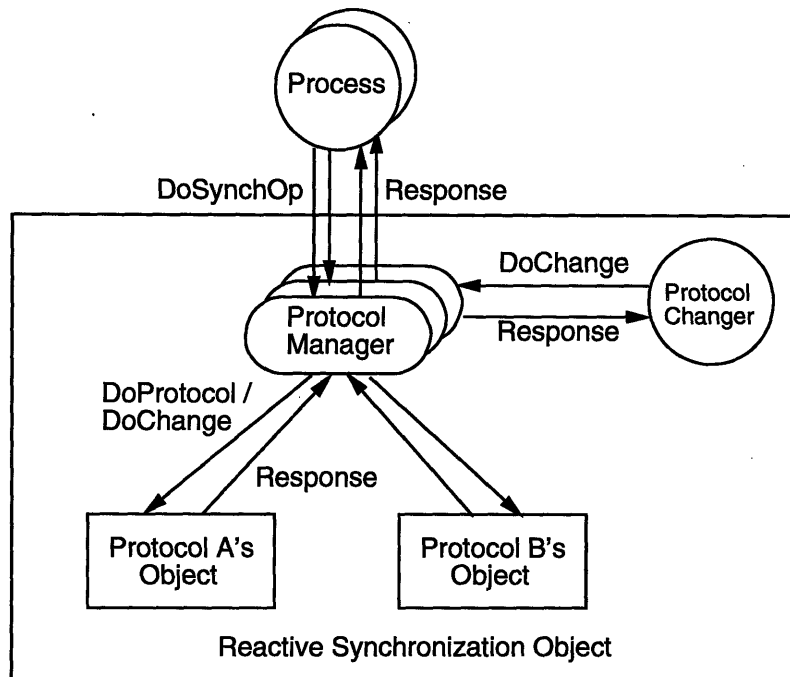 Process
DoSynchOp
Response
DoChange
Protocol
Changer
Protocol
Manager
Response
DoProtocol /
DoChange
Response
Protocol A's
Object
Protocol B's
Object
Reactive Synchronization Object